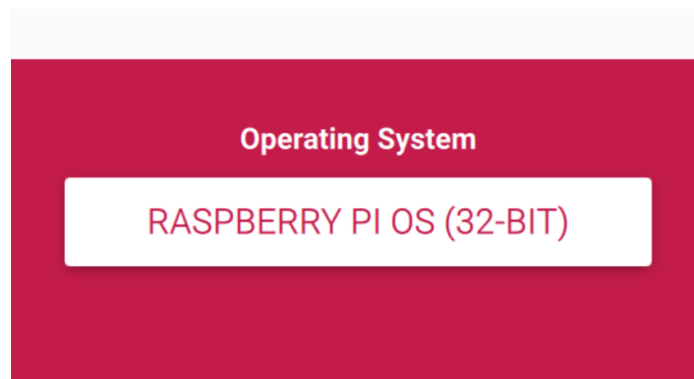 Operating System
RASPBERRY PI OS (32-BIT)